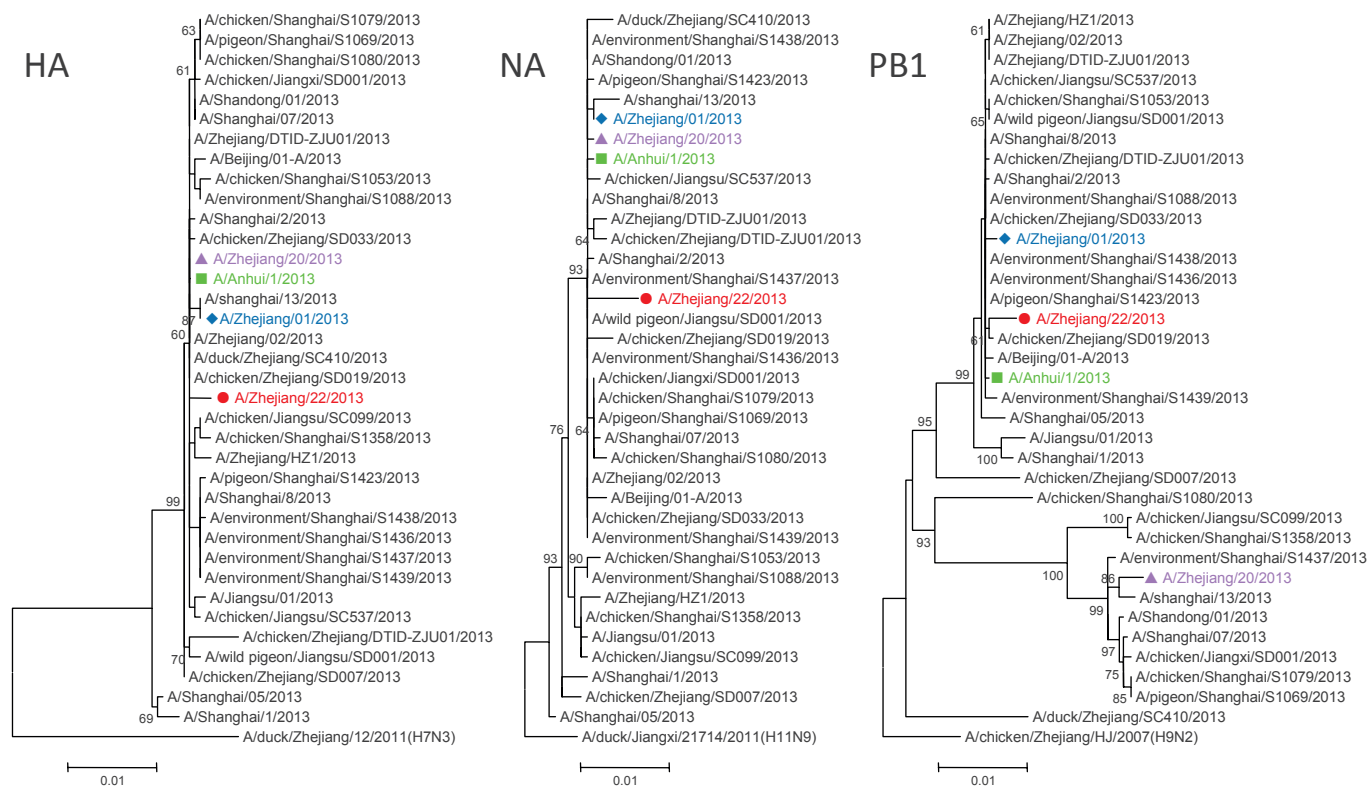 HA
63
61
87
60
99
70
69
A/chicken/Shanghai/S1079/2013
A/pigeon/Shanghai/S1069/2013
A/chicken/Shanghai/S1080/2013
A/chicken/Jiangxi/SD001/2013
A/Shandong/01/2013
A/Shanghai/07/2013
A/Zhejiang/DTID-ZJU01/2013
A/Beijing/01-A/2013
A/chicken/Shanghai/S1053/2013
A/environment/Shanghai/S1088/2013
A/Shanghai/2/2013
A/chicken/Zhejiang/SD033/2013
A/Zhejiang/20/2013
A/Anhui/1/2013
A/shanghai/13/2013
A/Zhejiang/01/2013
A/Zhejiang/02/2013
A/duck/Zhejiang/SC410/2013
A/chicken/Zhejiang/SD019/2013
A/Zhejiang/22/2013
A/chicken/Jiangsu/SC099/2013
A/chicken/Shanghai/S1358/2013
A/Zhejiang/HZ1/2013
A/pigeon/Shanghai/S1423/2013
A/Shanghai/8/2013
A/environment/Shanghai/S1438/2013
A/environment/Shanghai/S1436/2013
A/environment/Shanghai/S1437/2013
A/environment/Shanghai/S1439/2013
A/Jiangsu/01/2013
A/chicken/Jiangsu/SC537/2013
A/chicken/Zhejiang/DTID-ZJU01/2013
A/wild pigeon/Jiangsu/SD001/2013
A/chicken/Zhejiang/SD007/2013
A/Shanghai/05/2013
A/Shanghai/1/2013
A/duck/Zhejiang/12/2011(H7N3)
0.01
NA
64
93
76
64
93
90
A/duck/Zhejiang/SC410/2013
A/environment/Shanghai/S1438/2013
A/Shandong/01/2013
A/pigeon/Shanghai/S1423/2013
A/shanghai/13/2013
A/Zhejiang/01/2013
A/Zhejiang/20/2013
A/Anhui/1/2013
A/chicken/Jiangsu/SC537/2013
A/Shanghai/8/2013
A/Zhejiang/DTID-ZJU01/2013
A/chicken/Zhejiang/DTID-ZJU01/2013
A/Shanghai/2/2013
A/environment/Shanghai/S1437/2013
A/Zhejiang/22/2013
A/wild pigeon/Jiangsu/SD001/2013
A/chicken/Zhejiang/SD019/2013
A/environment/Shanghai/S1436/2013
A/chicken/Jiangxi/SD001/2013
A/chicken/Shanghai/S1079/2013
A/pigeon/Shanghai/S1069/2013
A/Shanghai/07/2013
A/chicken/Shanghai/S1080/2013
A/Zhejiang/02/2013
A/Beijing/01-A/2013
A/chicken/Zhejiang/SD033/2013
A/environment/Shanghai/S1439/2013
A/chicken/Shanghai/S1053/2013
A/environment/Shanghai/S1088/2013
A/Zhejiang/HZ1/2013
A/chicken/Shanghai/S1358/2013
A/Jiangsu/01/2013
A/chicken/Jiangsu/SC099/2013
A/Shanghai/1/2013
A/chicken/Zhejiang/SD007/2013
A/Shanghai/05/2013
A/duck/Jiangxi/21714/2011(H11N9)
0.01
PB1
61
65
61
99
95
100
93
100
100
86
99
97
75
85
A/Zhejiang/HZ1/2013
A/Zhejiang/02/2013
A/Zhejiang/DTID-ZJU01/2013
A/chicken/Jiangsu/SC537/2013
A/chicken/Shanghai/S1053/2013
A/wild pigeon/Jiangsu/SD001/2013
A/Shanghai/8/2013
A/chicken/Zhejiang/DTID-ZJU01/2013
A/Shanghai/2/2013
A/environment/Shanghai/S1088/2013
A/chicken/Zhejiang/SD033/2013
A/Zhejiang/01/2013
A/environment/Shanghai/S1438/2013
A/environment/Shanghai/S1436/2013
A/pigeon/Shanghai/S1423/2013
A/Zhejiang/22/2013
A/chicken/Zhejiang/SD019/2013
A/Beijing/01-A/2013
A/Anhui/1/2013
A/environment/Shanghai/S1439/2013
A/Shanghai/05/2013
A/Jiangsu/01/2013
A/Shanghai/1/2013
A/chicken/Zhejiang/SD007/2013
A/chicken/Shanghai/S1080/2013
A/chicken/Jiangsu/SC099/2013
A/chicken/Shanghai/S1358/2013
A/environment/Shanghai/S1437/2013
A/Zhejiang/20/2013
A/shanghai/13/2013
A/Shandong/01/2013
A/Shanghai/07/2013
A/chicken/Jiangxi/SD001/2013
A/chicken/Shanghai/S1079/2013
A/pigeon/Shanghai/S1069/2013
A/duck/Zhejiang/SC410/2013
A/chicken/Zhejiang/HJ/2007(H9N2)
0.01